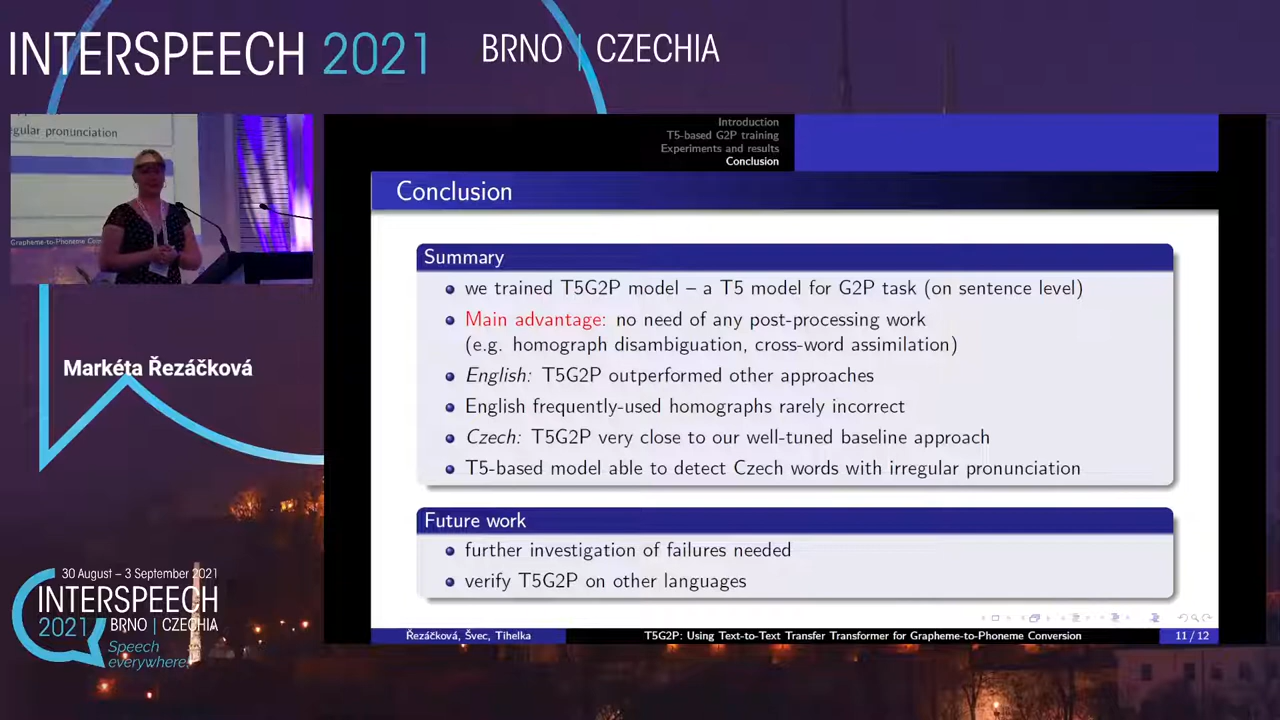 INTERSPEECH 2021
BRNO | CZECHIA
gular pronunciation
Grapheme-to-Phoneme Con
Markéta Řezáčková
30 August – 3 September 2021
INTERSPEECH
2021 BRNO | CZECHIA
Speech
everywhere!
Introduction
T5-based G2P training
Experiments and results
Conclusion
Conclusion
Summary
we trained T5G2P model – a T5 model for G2P task (on sentence level)
Main advantage: no need of any post-processing work
(e.g. homograph disambiguation, cross-word assimilation)
English: T5G2P outperformed other approaches
English frequently-used homographs rarely incorrect
Czech: T5G2P very close to our well-tuned baseline approach
T5-based model able to detect Czech words with irregular pronunciation
Future work
further investigation of failures needed
verify T5G2P on other languages
Řezáčková, Švec, Tihelka
T5G2P: Using Text-to-Text Transfer Transformer for Grapheme-to-Phoneme Conversion
11 / 12